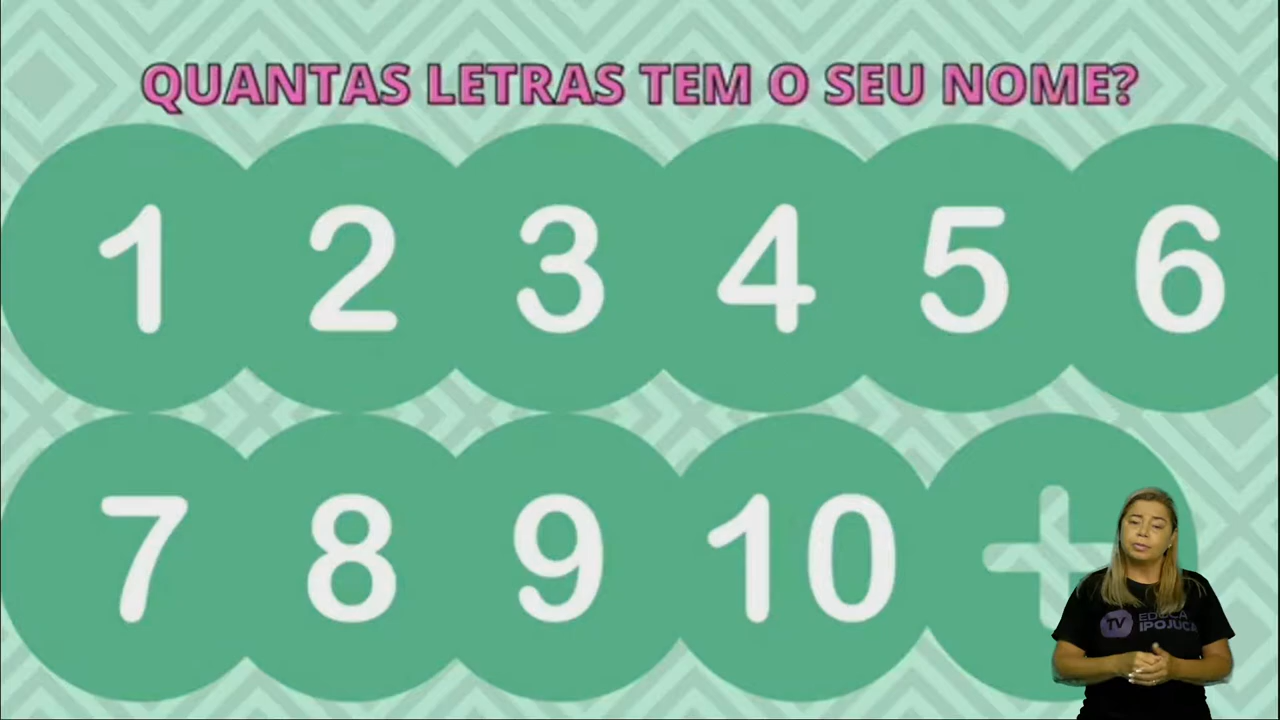 QUANTAS LETRAS TEM O SEU NOME?
1 2 3 4 5 6
7 8 9 10 +
TV EDUCA
IPOJUCA